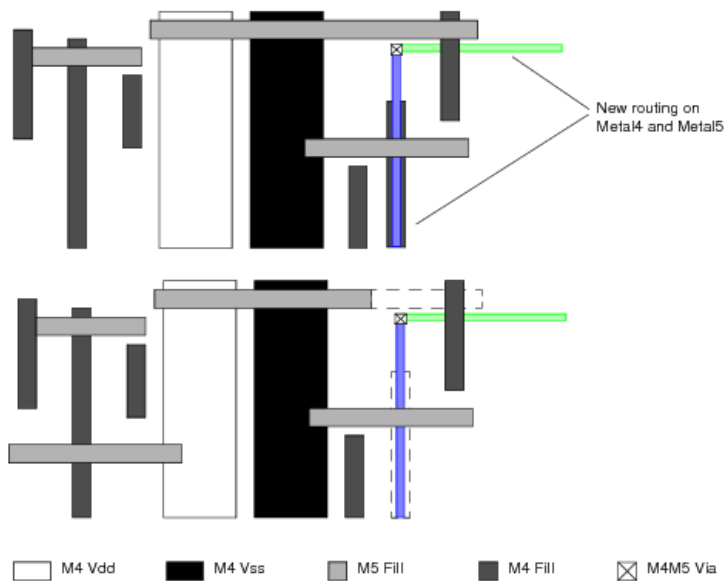 New routing on
Metal4 and Metal5
M4 Vdd
M4 Vss
M5 Fill
M4 Fill
M4M5 Via